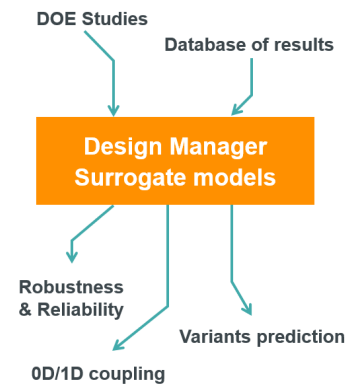 DOE Studies
Database of results
Design Manager
Surrogate models
Robustness
& Reliability
Variants prediction
0D/1D coupling